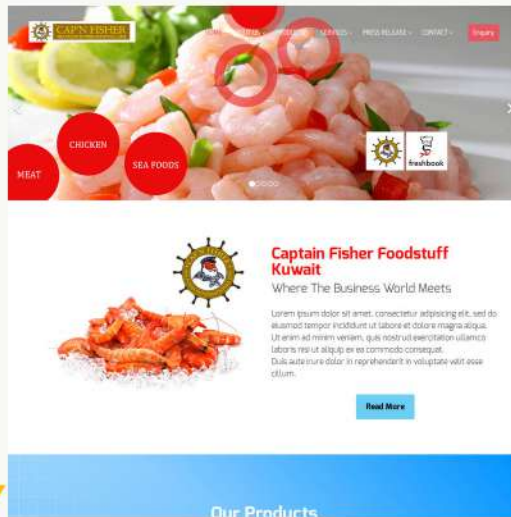 CAP'N FISHER
HOME
PRODUCTS
SERVICES
PRESS RELEASE
CONTACT
Enquiry
CHICKEN
MEAT
SEA FOODS
freshbook
Captain Fisher Foodstuff
Kuwait
Where The Business World Meets
Lorem ipsum dolor sit amet, consectetur adipisicing elit, sed do
eiusmod tempor incididunt ut labore et dolore magna aliqua.
Ut enim ad minim veniam, quis nostrud exercitation ullamco
laboris nisi ut aliquip ex ea commodo consequat.
Duis aute irure dolor in reprehenderit in voluptate velit esse
cillum.
Read More
Our Products